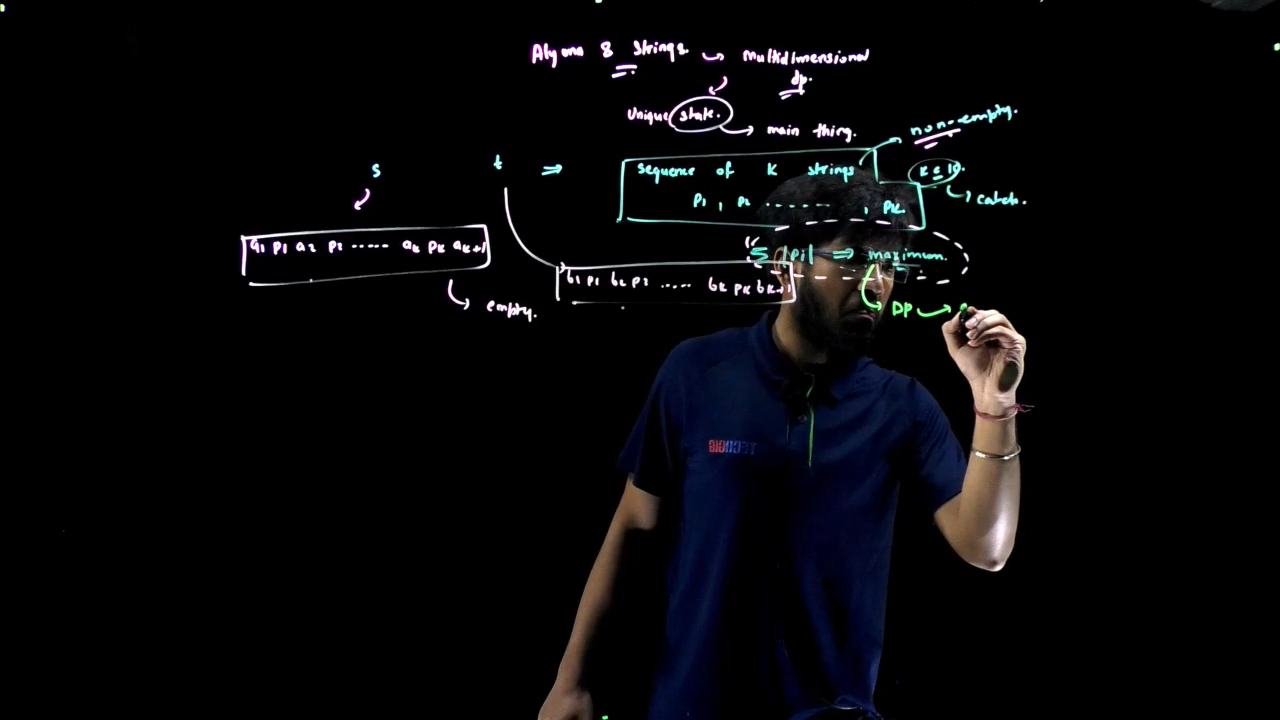 Alyona & Strings → multidimensional
dp.
Unique state.
→ main thing.
non-empty.
s
t ⇒
sequence of k strings
k ≤ 10.
→ catch.
p1, p2 ......., pk.
a1 p1 a2 p2 ..... ak pk ak+1
Σ |pi| ⇒ maximum.
b1 p1 b2 p2 ..... bk pk bk+1
→ empty.
DP →